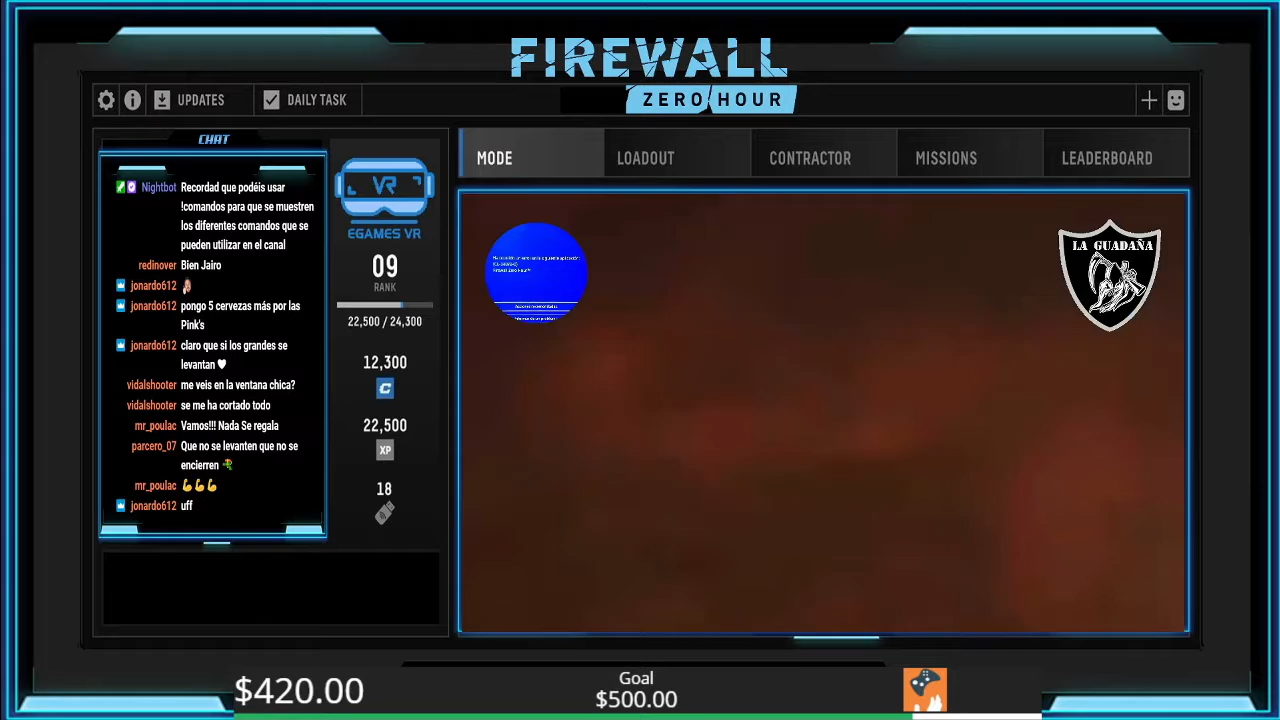 FIREWALL
ZERO HOUR
UPDATES
DAILY TASK
CHAT
Nightbot Recordad que podéis usar
!comandos para que se muestren
los diferentes comandos que se
pueden utilizar en el canal
redinover Bien Jairo
jonardo612
jonardo612 pongo 5 cervezas más por las
Pink's
jonardo612 claro que si los grandes se
levantan
vidalshooter me veis en la ventana chica?
vidalshooter se me ha cortado todo
mr_poulac Vamos!!! Nada Se regala
parcero_07 Que no se levanten que no se
encierren
mr_poulac
jonardo612 uff
VR
EGAMES VR
09
RANK
22,500 / 24,300
12,300
C
22,500
XP
18
MODE
LOADOUT
CONTRACTOR
MISSIONS
LEADERBOARD
LA GUADAÑA
$420.00
Goal
$500.00